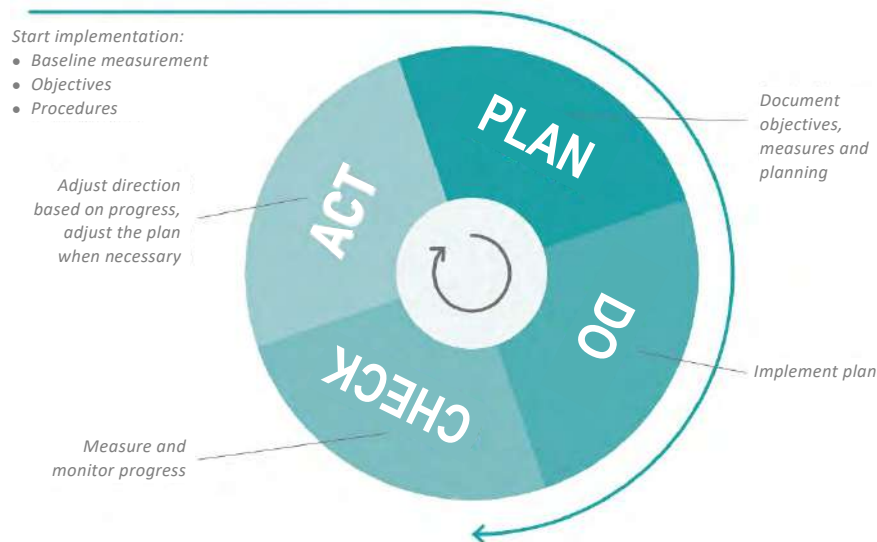 Start implementation:
● Baseline measurement
● Objectives
● Procedures
PLAN
Document
objectives,
measures and
planning
DO
Implement plan
CHECK
Measure and
monitor progress
ACT
Adjust direction
based on progress,
adjust the plan
when necessary